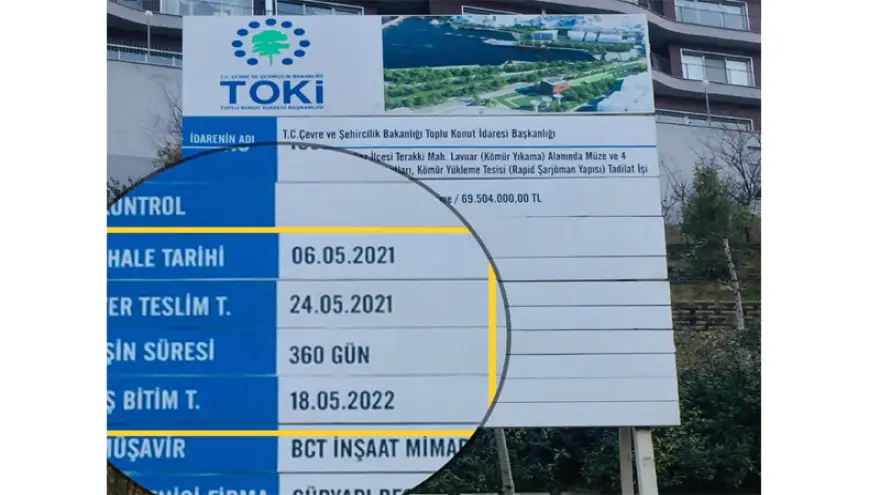 T.C. ÇEVRE VE ŞEHİRCİLİK BAKANLIĞI
TOKİ
TOPLU KONUT İDARESİ BAŞKANLIĞI
İDARENİN ADI T.C.Çevre ve Şehircilik Bakanlığı Toplu Konut İdaresi Başkanlığı
İlçesi Terakki Mah. Lavuar (Kömür Yıkama) Alanında Müze ve 4
Kömür Yükleme Tesisi (Rapid Şarjöman Yapısı) Tadilat İşi
/ 69.504.000,00 TL
KONTROL
HALE TARİHİ 06.05.2021
ER TESLİM T. 24.05.2021
ŞİN SÜRESİ 360 GÜN
Ş BİTİM T. 18.05.2022
MÜŞAVİR BCT İNŞAAT MİMAR